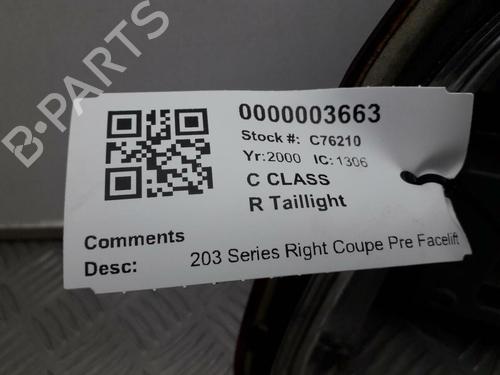 B-PARTS
0000003663
Stock #: C76210
Yr:2000 IC:1306
C CLASS
R Taillight
Comments
Desc: 203 Series Right Coupe Pre Facelift